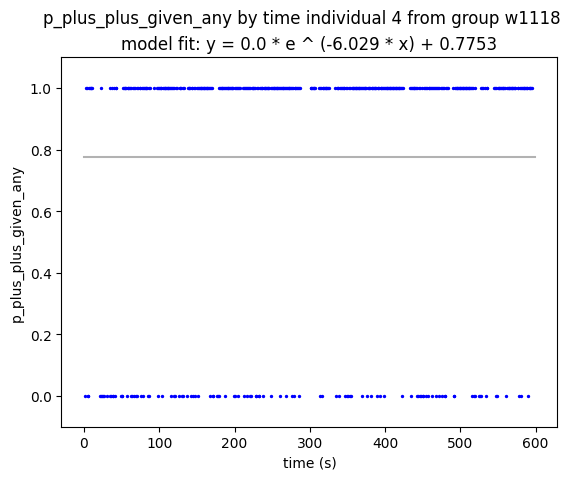 p_plus_plus_given_any by time individual 4 from group w1118
model fit: y = 0.0 * e ^ (-6.029 * x) + 0.7753
1.0
0.8
0.6
0.4
0.2
0.0
p_plus_plus_given_any
0 100 200 300 400 500 600
time (s)